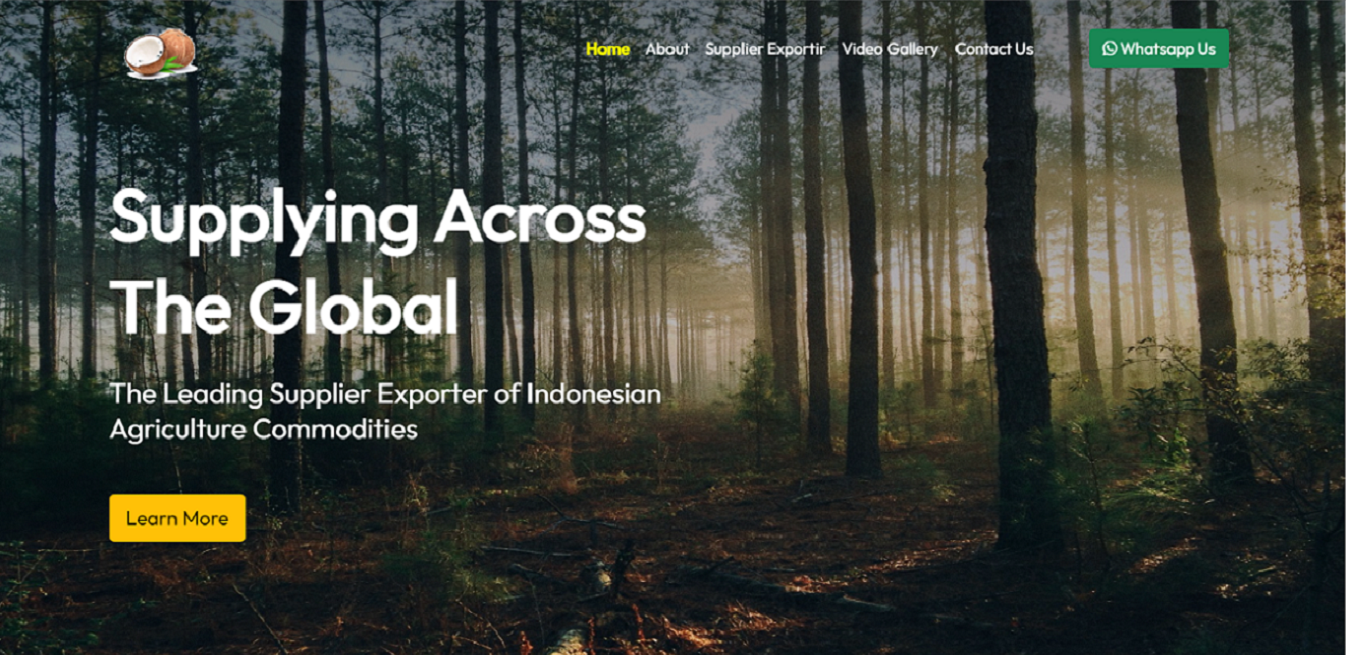 Home About Supplier Exportir Video Gallery Contact Us Whatsapp Us
Supplying Across
The Global
The Leading Supplier Exporter of Indonesian
Agriculture Commodities
Learn More